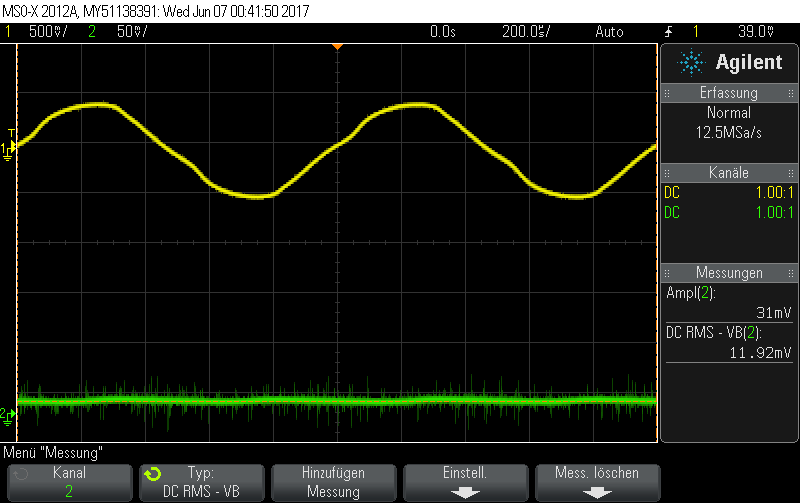 MSO-X 2012A, MY51138391: Wed Jun 07 00:41:50 2017
1 500V/ 2 50V/ 0.0s 200.0s/ Auto 1 39.0V
Agilent
Erfassung
Normal
12.5MSa/s
Kanäle
DC 1.00:1
DC 1.00:1
Messungen
Ampl(2):
31mV
DC RMS - VB(2):
11.92mV
T
1
2
Menü "Messung"
Kanal
2
Typ:
DC RMS - VB
Hinzufügen
Messung
Einstell.
Mess. löschen